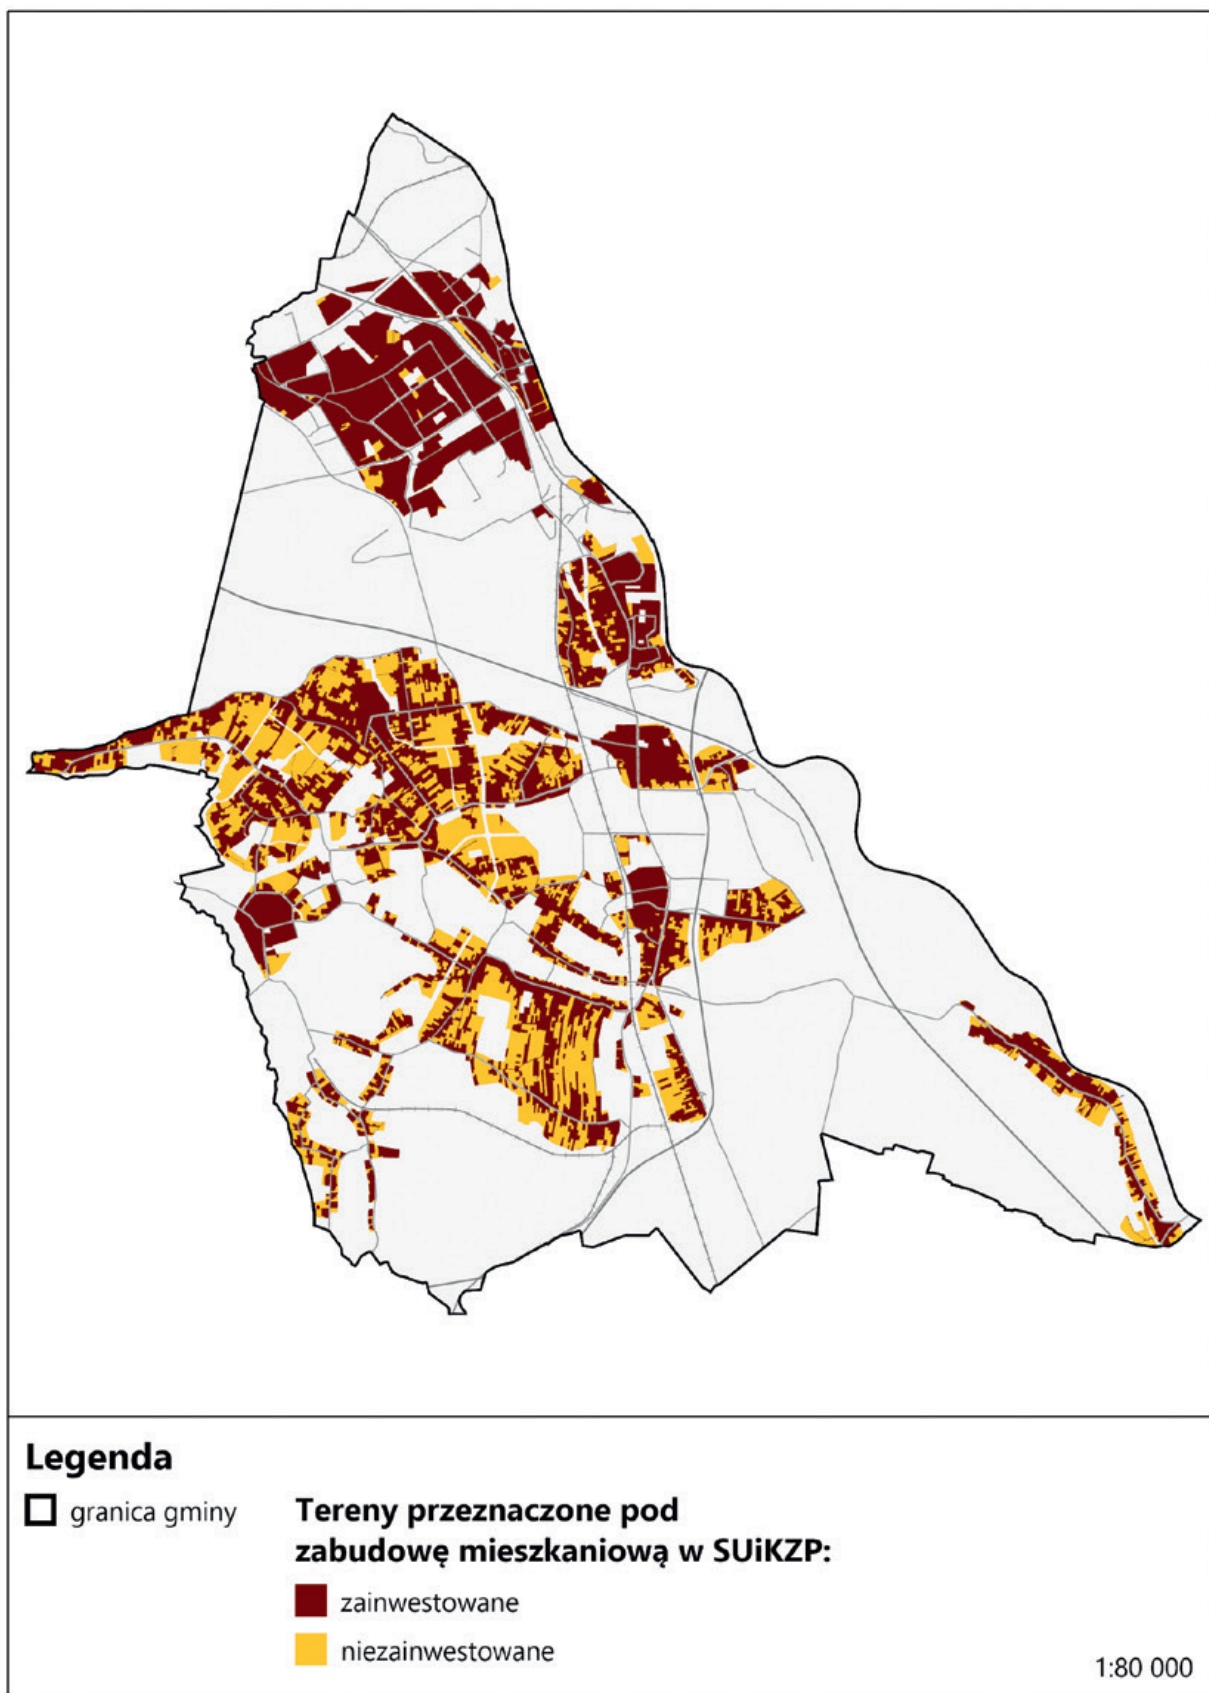 Legenda
granica gminy
Tereny przeznaczone pod
zabudowę mieszkaniową w SUiKZP:
zainwestowane
niezainwestowane
1:80 000